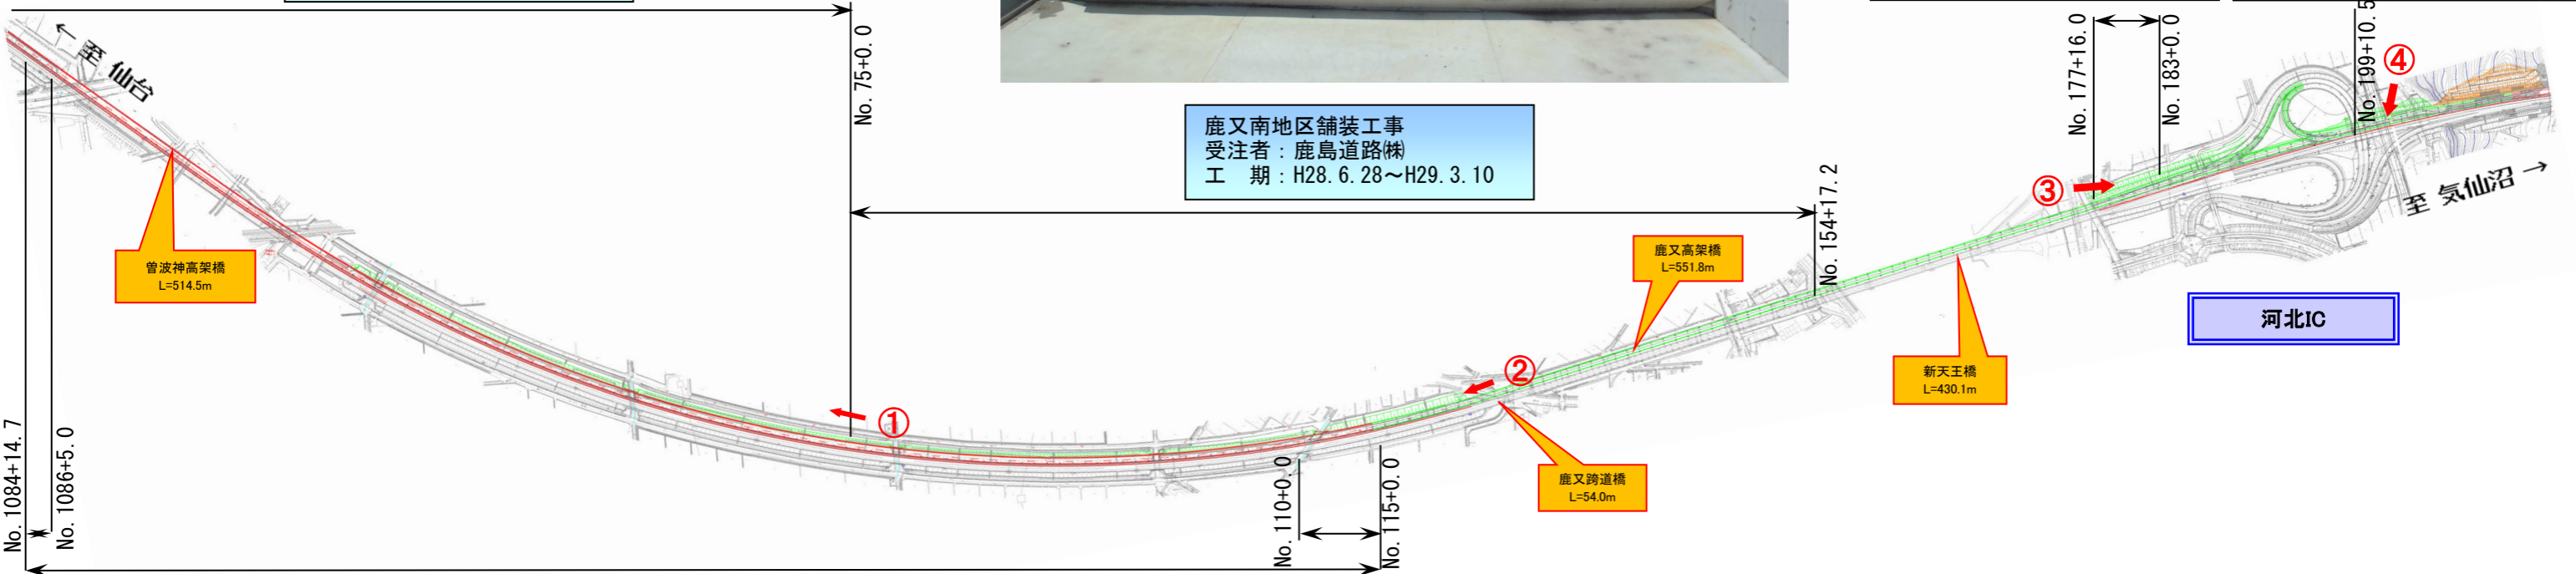 ← 至 仙台
No. 75+0.0
鹿又南地区舗装工事
受注者：鹿島道路㈱
工　期：H28.6.28～H29.3.10
No. 177+16.0
No. 183+0.0
No. 199+10.5
④
③
至 気仙沼 →
No. 154+17.2
曽波神高架橋
L=514.5m
鹿又高架橋
L=551.8m
河北IC
新天王橋
L=430.1m
②
①
鹿又跨道橋
L=54.0m
No. 1084+14.7
No. 1086+5.0
No. 110+0.0
No. 115+0.0